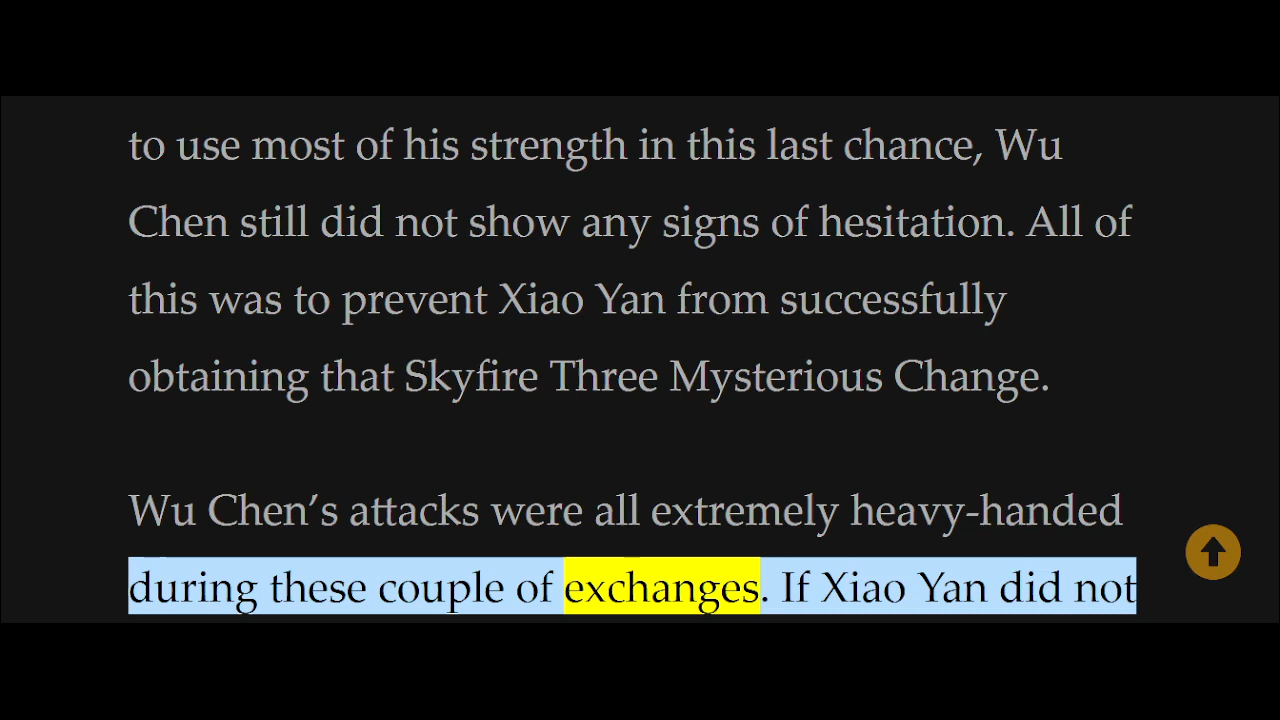 to use most of his strength in this last chance, Wu
Chen still did not show any signs of hesitation. All of
this was to prevent Xiao Yan from successfully
obtaining that Skyfire Three Mysterious Change.
Wu Chen’s attacks were all extremely heavy-handed
during these couple of exchanges. If Xiao Yan did not